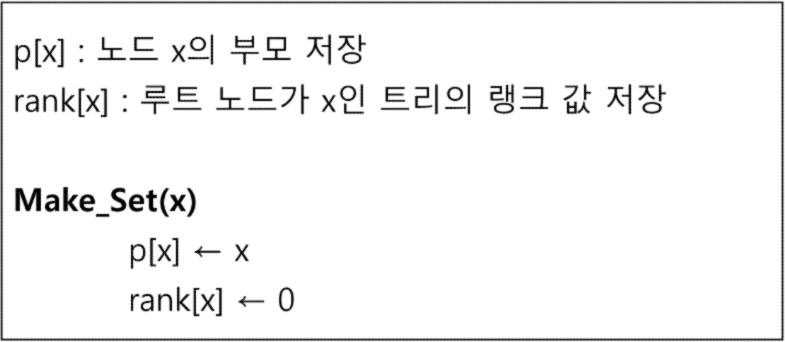 p[x] : 노드 x의 부모 저장
rank[x] : 루트 노드가 x인 트리의 랭크 값 저장
Make_Set(x)
p[x] ← x
rank[x] ← 0